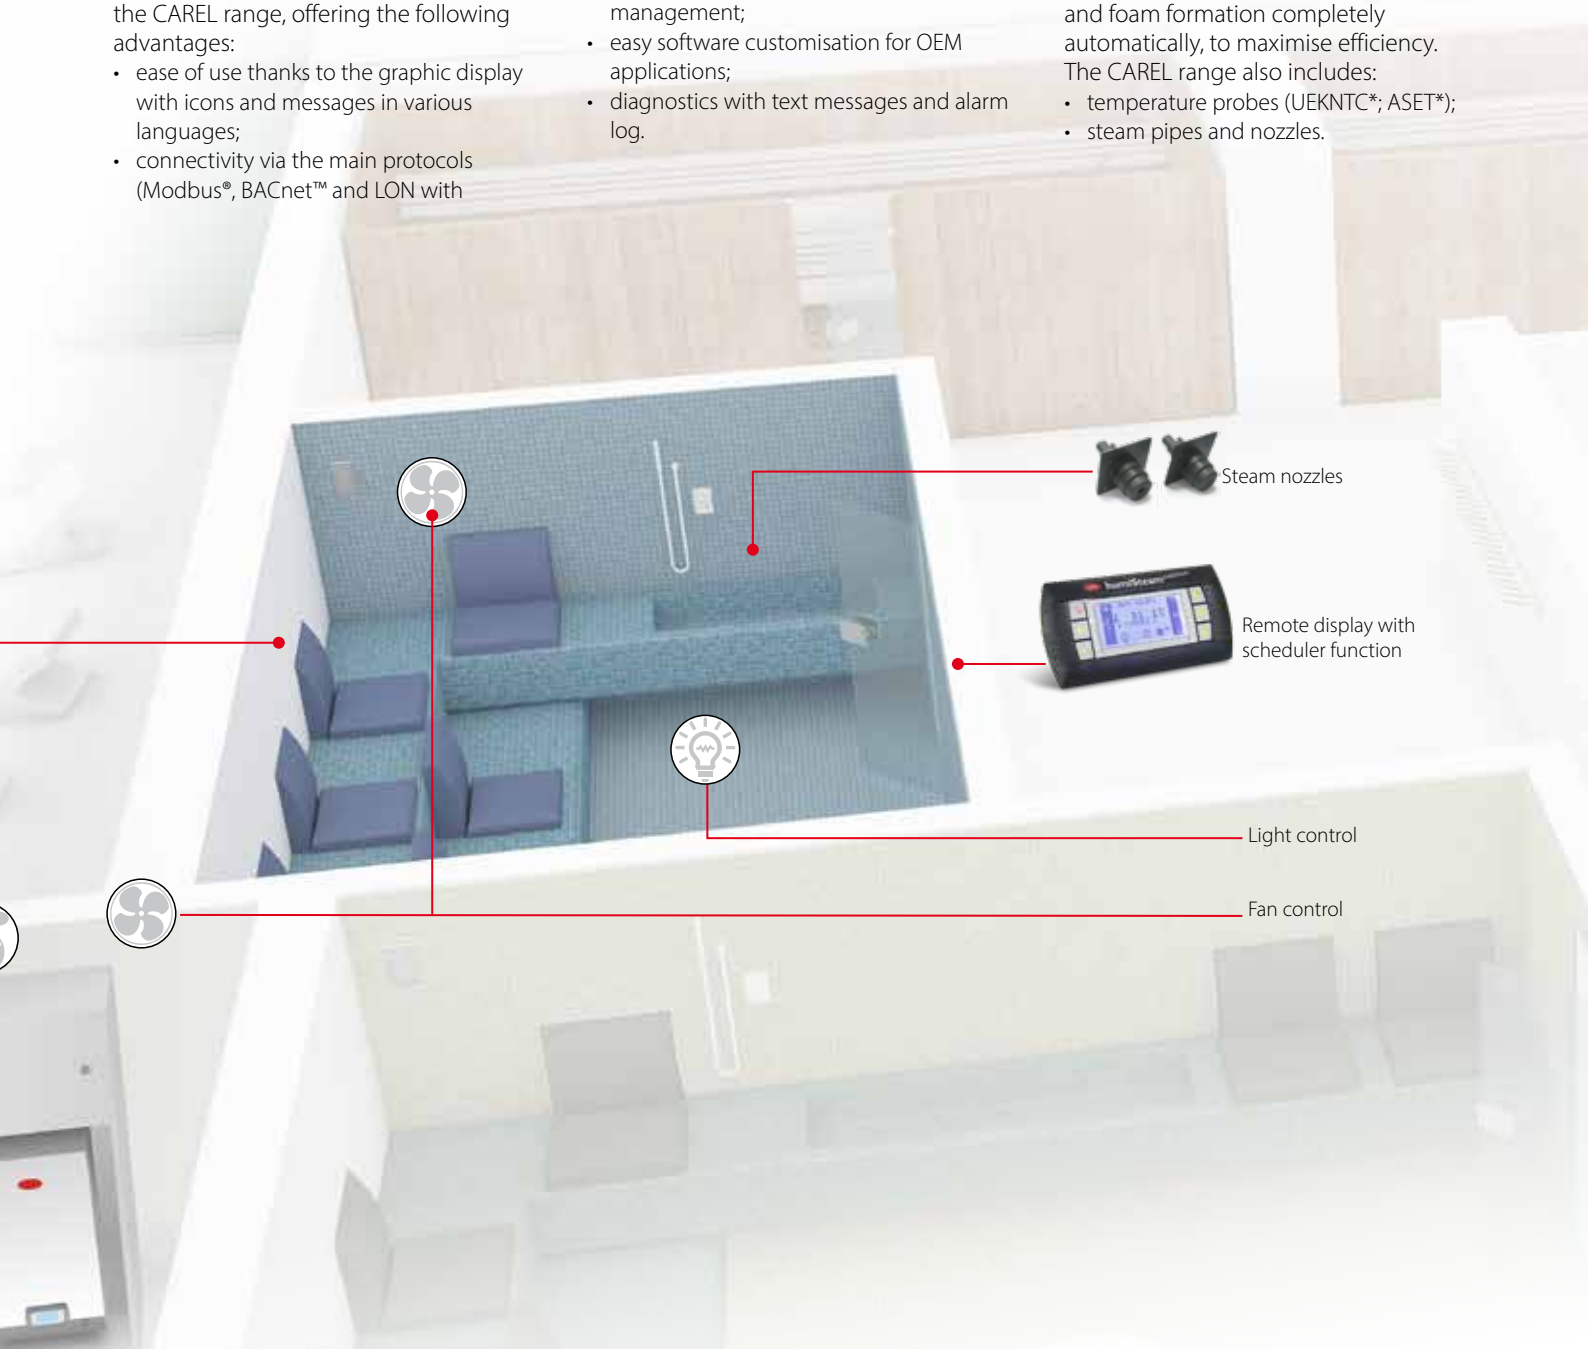 the CAREL range, offering the following
advantages:
• ease of use thanks to the graphic display
with icons and messages in various
languages;
• connectivity via the main protocols
(Modbus®, BACnet™ and LON with
management;
• easy software customisation for OEM
applications;
• diagnostics with text messages and alarm
log.
and foam formation completely
automatically, to maximise efficiency.
The CAREL range also includes:
• temperature probes (UEKNTC*; ASET*);
• steam pipes and nozzles.
Steam nozzles
humiSteam
Remote display with
scheduler function
Light control
Fan control